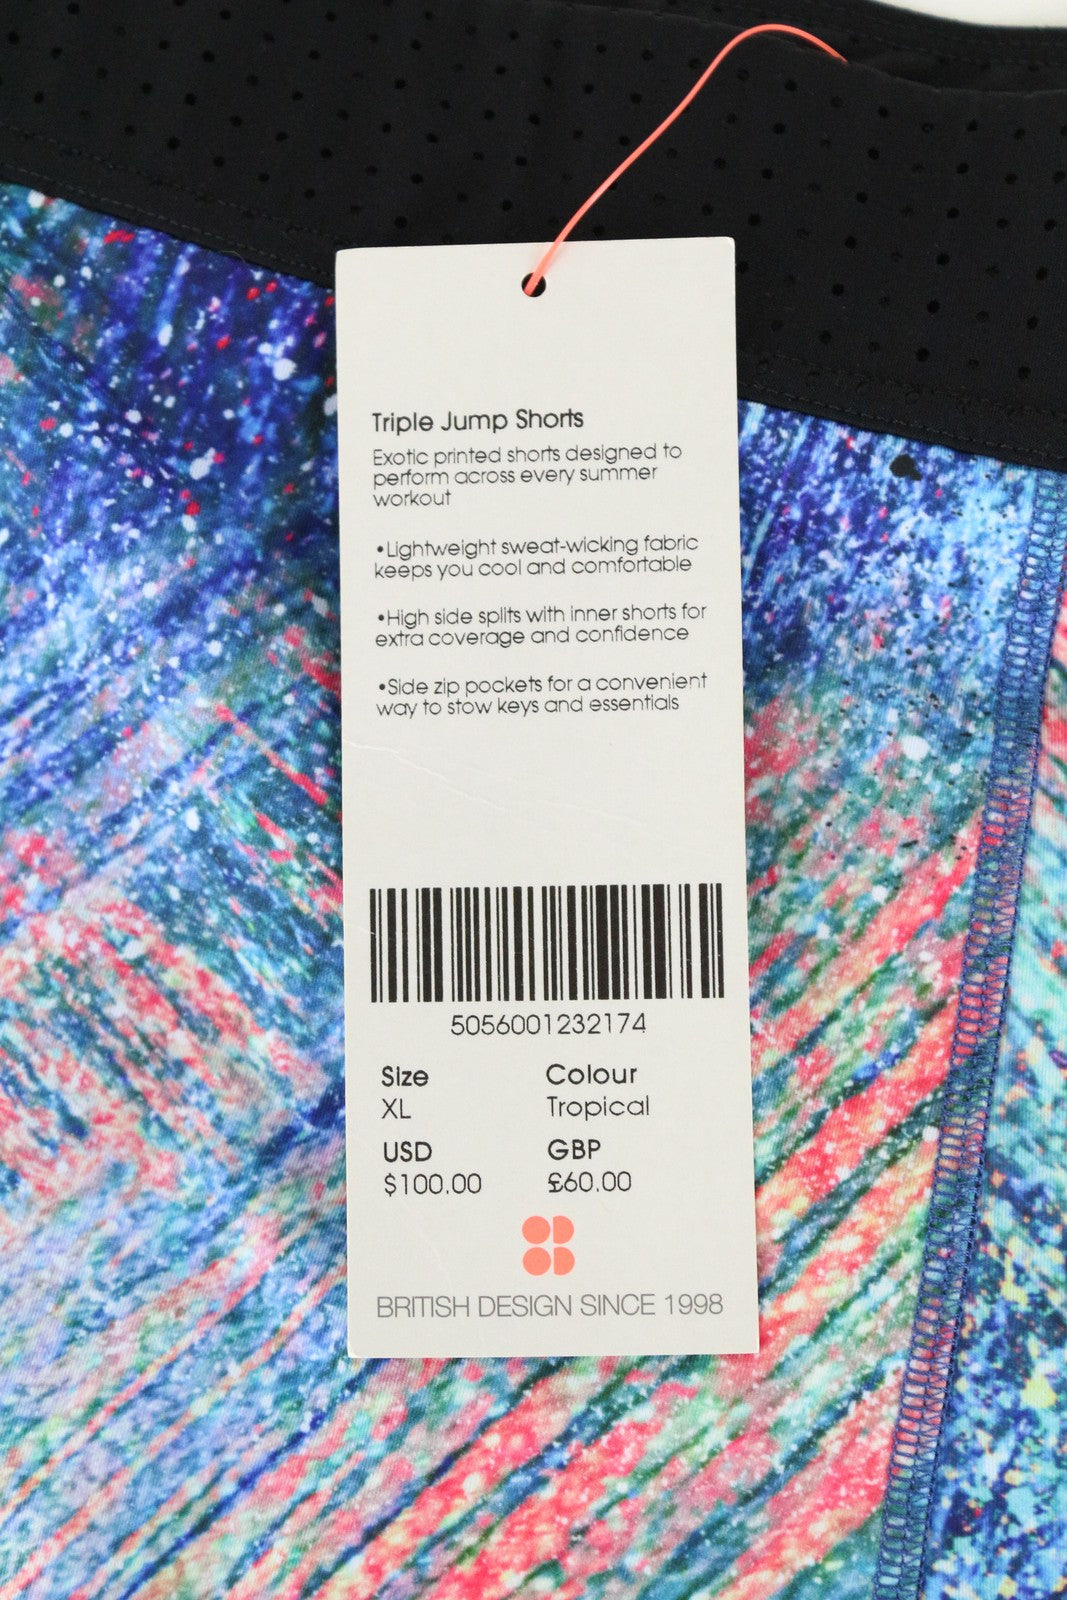 Triple Jump Shorts
Exotic printed shorts designed to
perform across every summer
workout
•Lightweight sweat-wicking fabric
keeps you cool and comfortable
•High side splits with inner shorts for
extra coverage and confidence
•Side zip pockets for a convenient
way to stow keys and essentials
5056001232174
Size Colour
XL Tropical
USD GBP
$100.00 £60.00
BRITISH DESIGN SINCE 1998